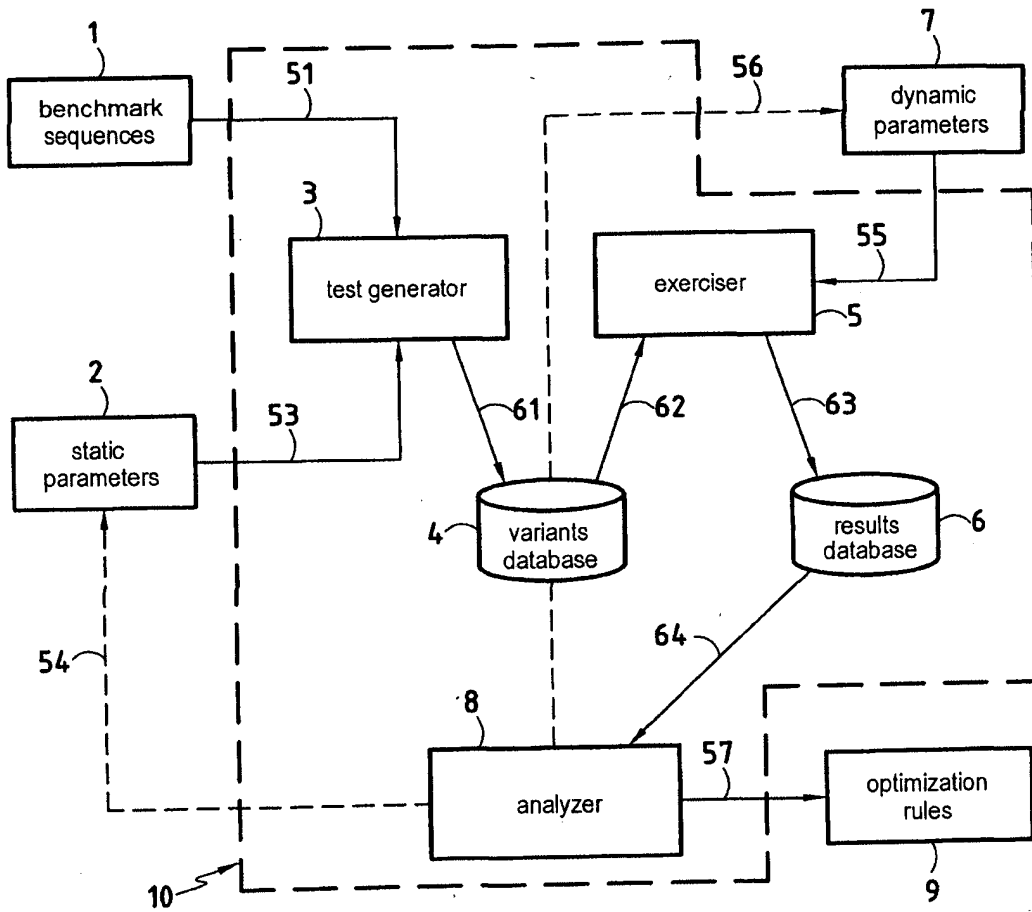 1
51
benchmark
sequences
56
7
dynamic
parameters
3
test generator
exerciser
55
5
2
static
parameters
53
61
62
63
4
variants
database
results
database
6
54
64
8
analyzer
57
optimization
rules
9
10